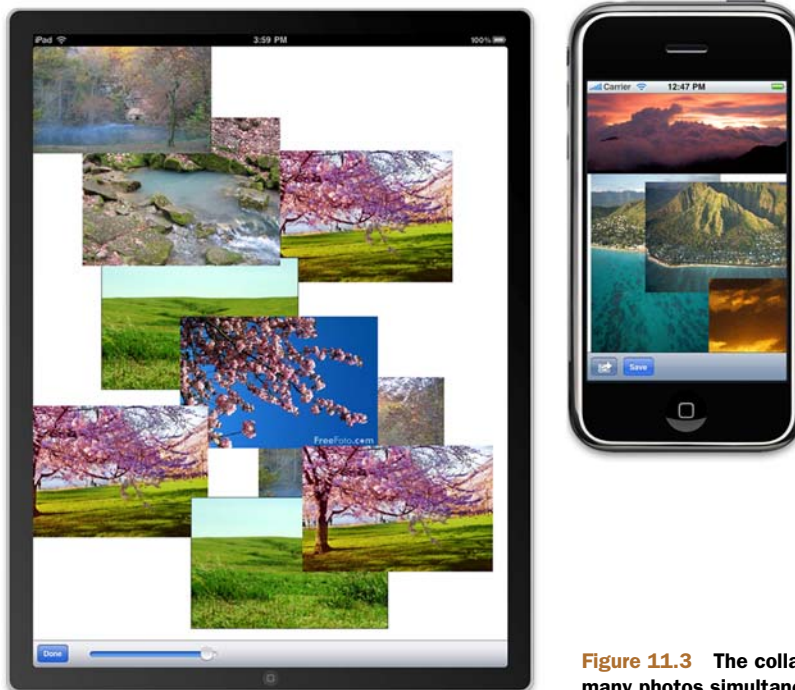 iPad 3:59 PM 100%
FreeFoto.com
Done
Carrier 12:47 PM
Save
Figure 11.3 The colla
many photos simultane